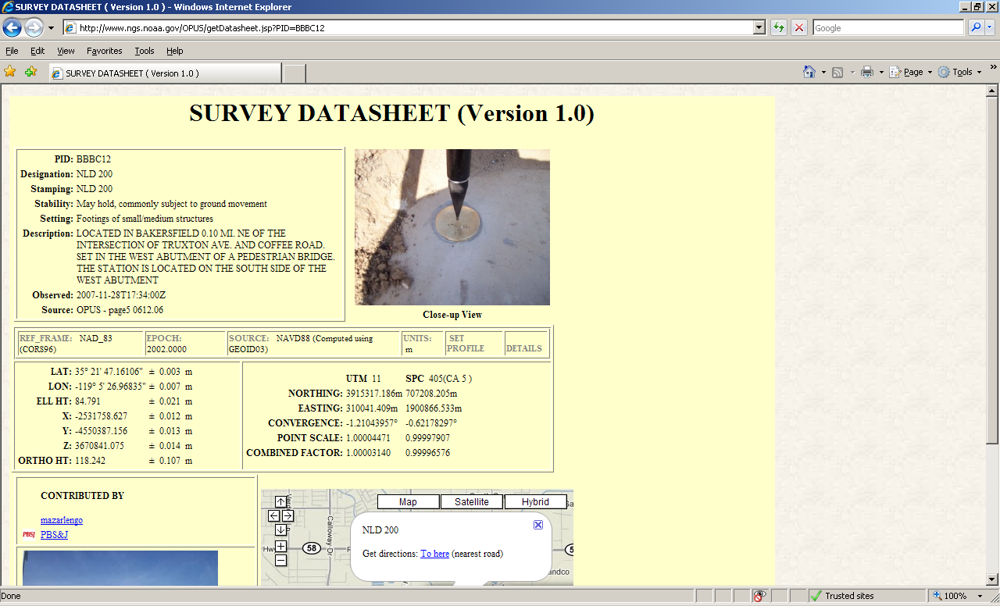 SURVEY DATASHEET ( Version 1.0 ) - Windows Internet Explorer
http://www.ngs.noaa.gov/OPUS/getDatasheet.jsp?PID=BBBC12
Google
File Edit View Favorites Tools Help
SURVEY DATASHEET ( Version 1.0 )
Page Tools »
SURVEY DATASHEET (Version 1.0)
PID: BBBC12
Designation: NLD 200
Stamping: NLD 200
Stability: May hold, commonly subject to ground movement
Setting: Footings of small/medium structures
Description: LOCATED IN BAKERSFIELD 0.10 MI. NE OF THE
INTERSECTION OF TRUXTON AVE. AND COFFEE ROAD.
SET IN THE WEST ABUTMENT OF A PEDESTRIAN BRIDGE.
THE STATION IS LOCATED ON THE SOUTH SIDE OF THE
WEST ABUTMENT
Observed: 2007-11-28T17:34:00Z
Source: OPUS - page5 0612.06
Close-up View
REF_FRAME: NAD_83 (CORS96)
EPOCH: 2002.0000
SOURCE: NAVD88 (Computed using GEOID03)
UNITS: m
SET PROFILE
DETAILS
LAT: 35° 21' 47.16106" ± 0.003 m
LON: -119° 5' 26.96835" ± 0.007 m
ELL HT: 84.791 ± 0.021 m
X: -2531758.627 ± 0.012 m
Y: -4550387.156 ± 0.013 m
Z: 3670841.075 ± 0.014 m
ORTHO HT: 118.242 ± 0.107 m
UTM 11 SPC 405(CA 5 )
NORTHING: 3915317.186m 707208.205m
EASTING: 310041.409m 1900866.533m
CONVERGENCE: -1.21043957° -0.62178297°
POINT SCALE: 1.00004471 0.99997907
COMBINED FACTOR: 1.00003140 0.99996576
CONTRIBUTED BY
mazarlengo
PBSJ PBS&J
Map Satellite Hybrid
Calloway Dr
58
NLD 200
Get directions: To here (nearest road)
Done
Trusted sites
100%